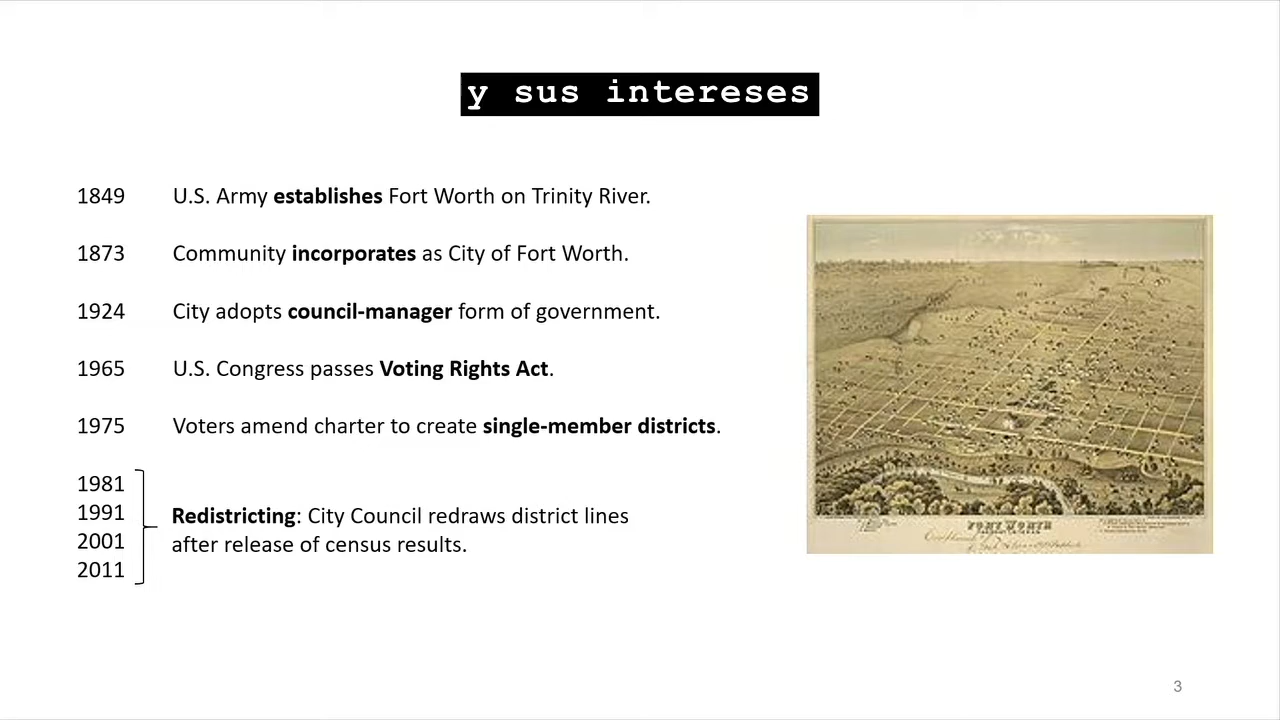 y sus intereses
1849 U.S. Army establishes Fort Worth on Trinity River.
1873 Community incorporates as City of Fort Worth.
1924 City adopts council-manager form of government.
1965 U.S. Congress passes Voting Rights Act.
1975 Voters amend charter to create single-member districts.
1981
1991
2001
2011
Redistricting: City Council redraws district lines
after release of census results.
FORT WORTH
3